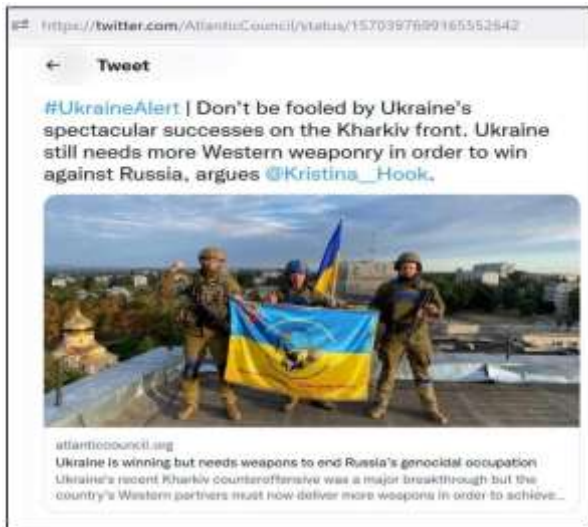 https://twitter.com/AtlanticCouncil/status/1570397699165552642
← Tweet
#UkraineAlert | Don't be fooled by Ukraine's
spectacular successes on the Kharkiv front. Ukraine
still needs more Western weaponry in order to win
against Russia, argues @Kristina__Hook.
atlanticcouncil.org
Ukraine is winning but needs weapons to end Russia's genocidal occupation
Ukraine's recent Kharkiv counteroffensive was a major breakthrough but the
country's Western partners must now deliver more weapons in order to achieve...